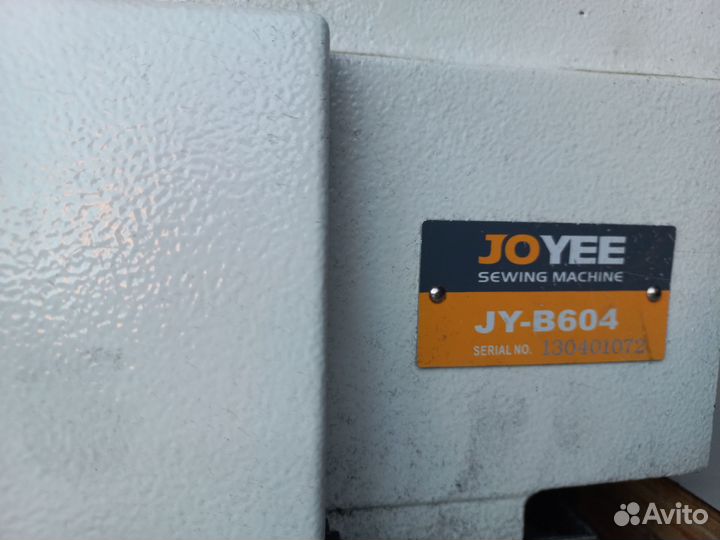 JOYEE
SEWING MACHINE
JY-B604
SERIAL NO. 130401072
Avito